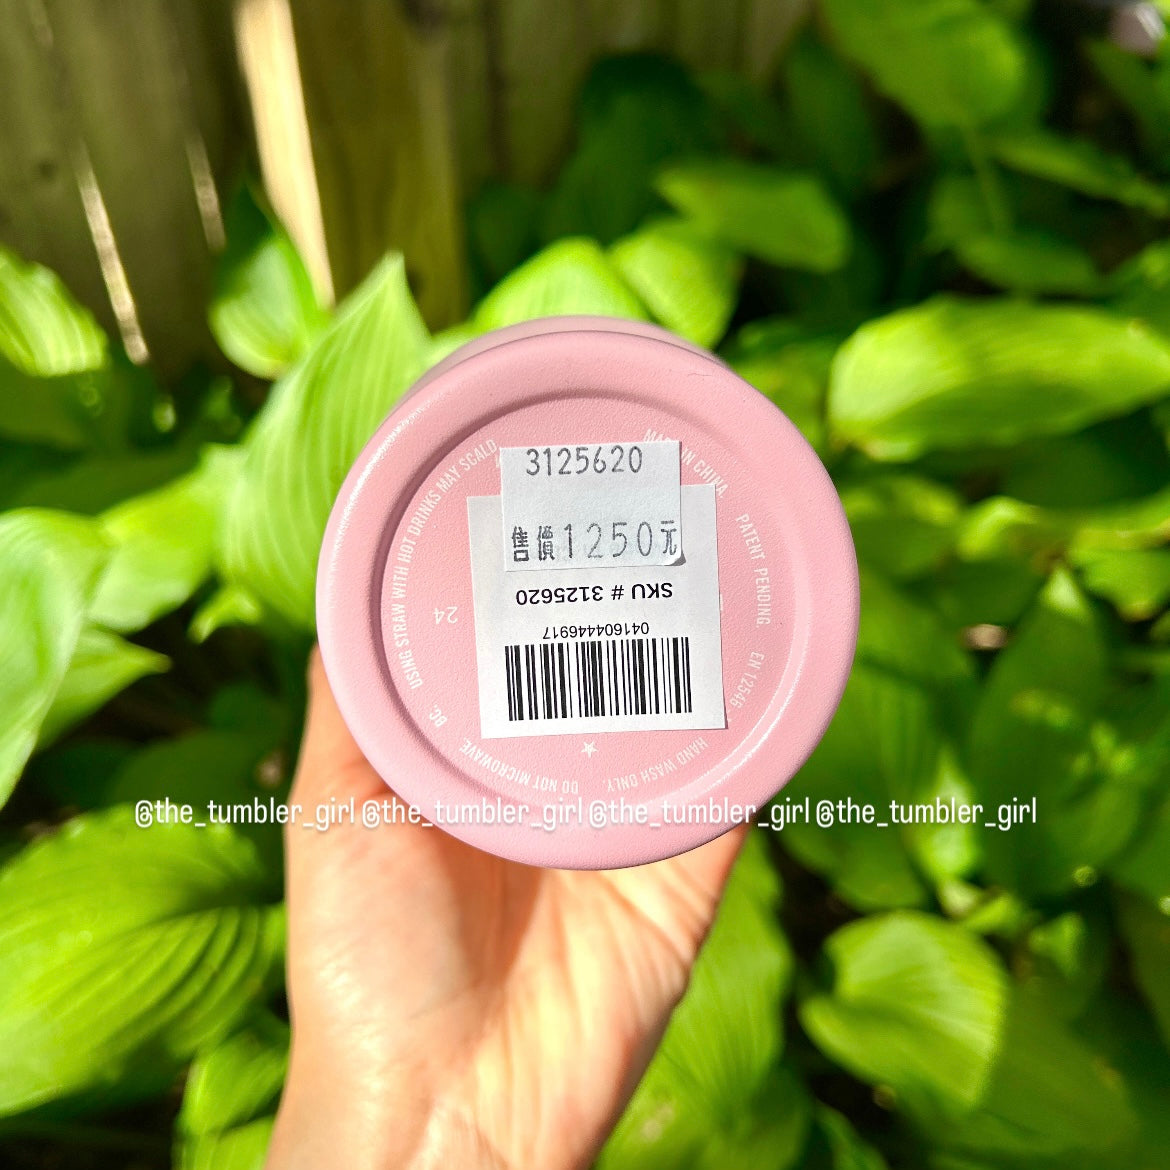 3125620
售價1250元
SKU # 3125620
041604446917
USING STRAW WITH HOT DRINKS MAY SCALD
IN CHINA.
PATENT PENDING
EN 12546
HAND WASH ONLY.
DO NOT MICROWAVE.
BC.
24
@the_tumbler_girl @the_tumbler_girl @the_tumbler_girl @the_tumbler_girl